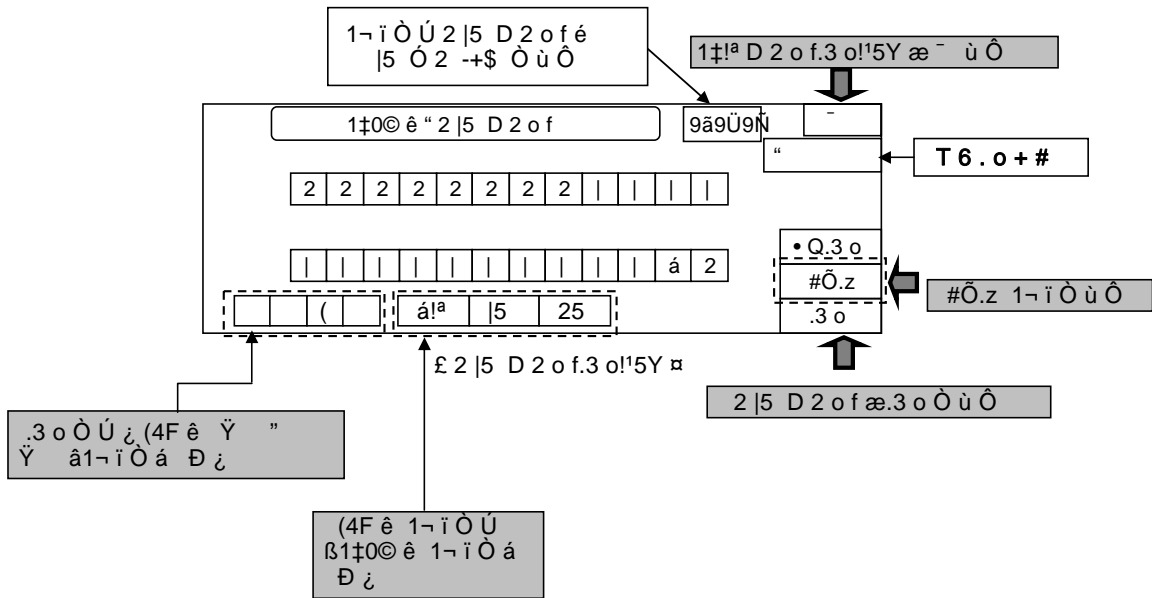 1¬ ï Ò Ú 2 |5 D 2 o f é
|5 Ó 2 -+$ Ò ù Ô
1‡!ª D 2 o f.3 o!¹5Y æ ¯ ù Ô
1‡0© ê “ 2 |5 D 2 o f
9ã9Ü9Ñ
¯
“
T 6 . o + #
2 2 2 2 2 2 2 2 | | | |
• Q.3 o
| | | | | | | | | | á 2
#Õ.z
#Õ.z 1¬ ï Ò ù Ô
( á!ª |5 25
.3 o
£ 2 |5 D 2 o f.3 o!¹5Y ¤
2 |5 D 2 o f æ.3 o Ò ù Ô
.3 o Ò Ú ¿ (4F ê Ÿ ”
Ÿ â1¬ ï Ò á Ð ¿
(4F ê 1¬ ï Ò Ú
ß1‡0© ê 1¬ ï Ò á
Ð ¿